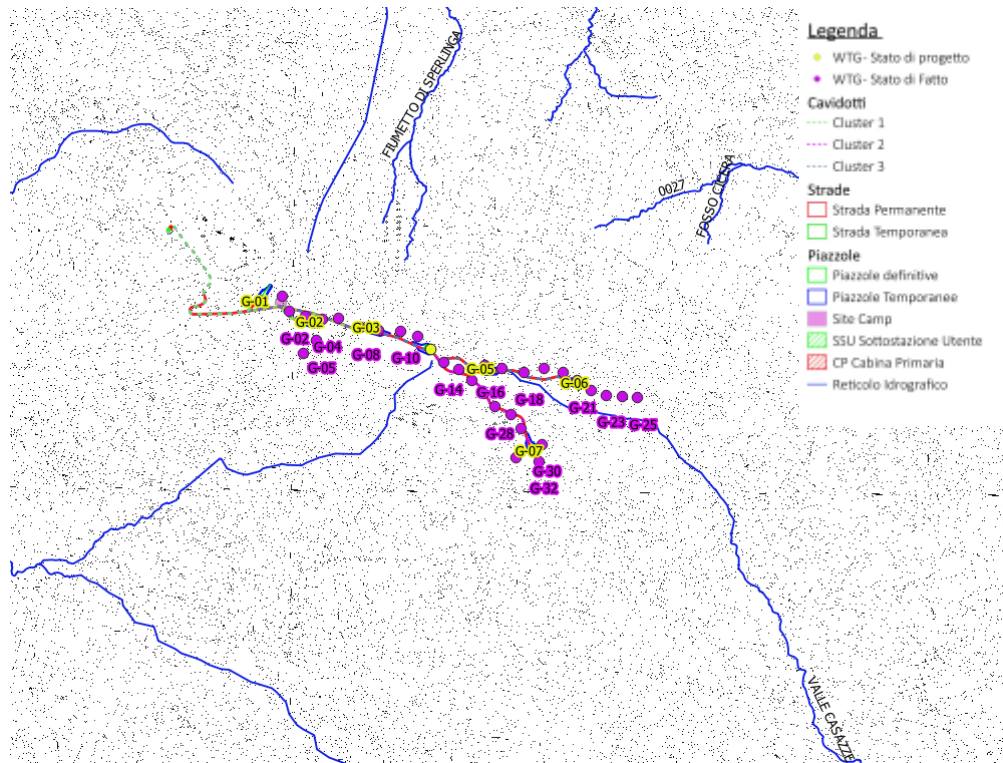 Legenda
WTG- Stato di progetto
WTG- Stato di Fatto
Cavidotti
Cluster 1
Cluster 2
Cluster 3
Strade
Strada Permanente
Strada Temporanea
Piazzole
Piazzole definitive
Piazzole Temporanee
Site Camp
SSU Sottostazione Utente
CP Cabina Primaria
Reticolo Idrografico
FIUMETTO DI SPERLINGA
0027
FOSSO CICERA
G-01
G-02
G-03
G-02
G-04
G-05
G-08
G-10
G-05
G-06
G-14
G-16
G-18
G-21
G-23
G-25
G-28
G-07
G-30
G-32
VALLE CASAZZE